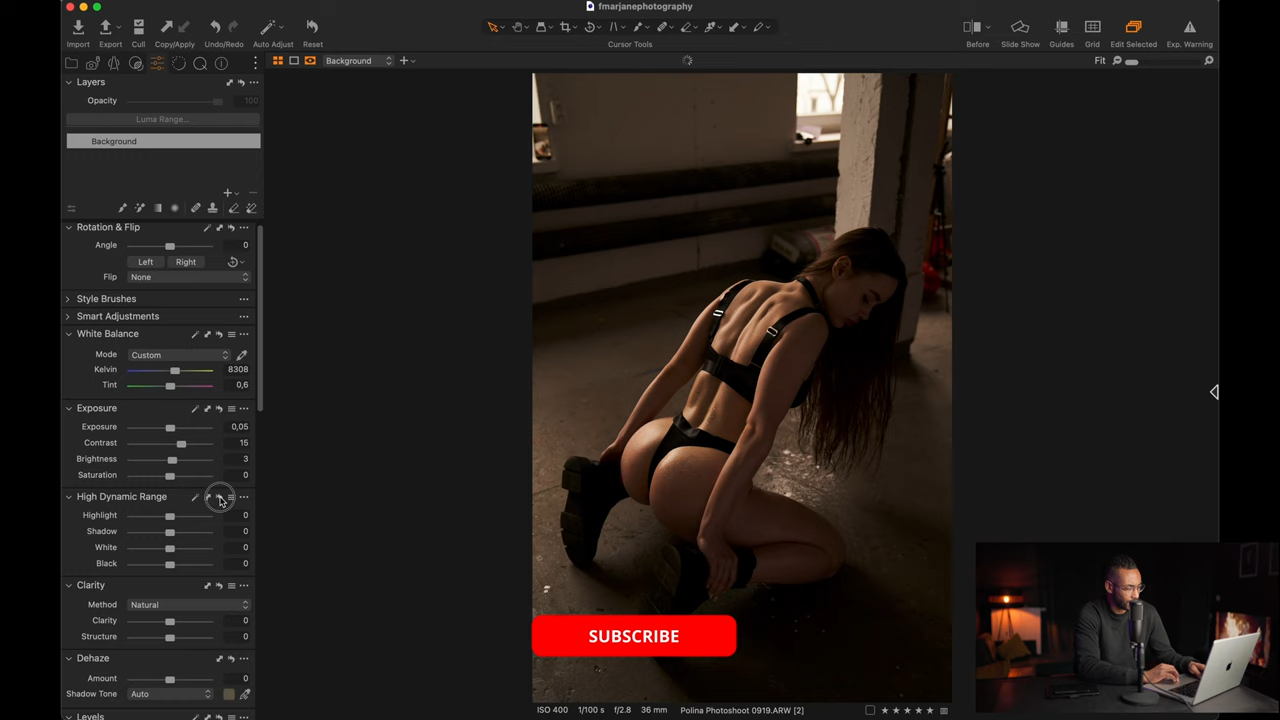 fmarjanephotography
Import Export Cull Copy/Apply Undo/Redo Auto Adjust Reset
Cursor Tools
Before Slide Show Guides Grid Edit Selected Exp. Warning
Background
Fit
Layers
Opacity 100
Luma Range...
Background
Rotation & Flip
Angle 0
Left Right
Flip None
Style Brushes
Smart Adjustments
White Balance
Mode Custom
Kelvin 8308
Tint 0,6
Exposure
Exposure 0,05
Contrast 15
Brightness 3
Saturation 0
High Dynamic Range
Highlight 0
Shadow 0
White 0
Black 0
Clarity
Method Natural
Clarity 0
Structure 0
Dehaze
Amount 0
Shadow Tone Auto
Levels
SUBSCRIBE
ISO 400 1/100 s f/2.8 36 mm Polina Photoshoot 0919.ARW [2]